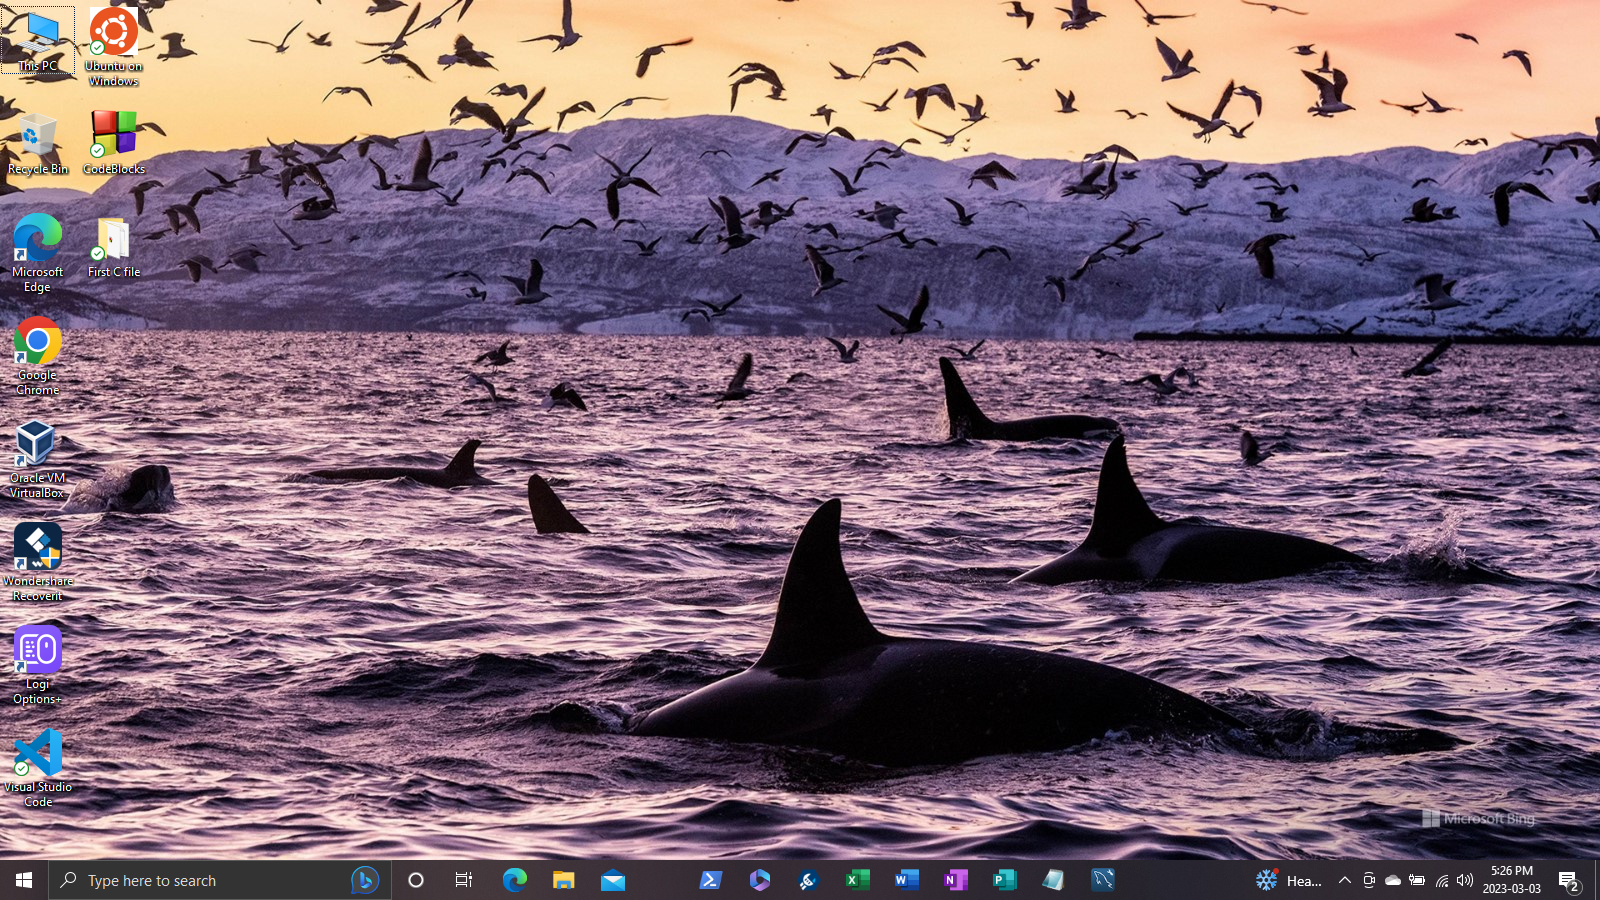 This PC
Ubuntu on
Windows
Recycle Bin
CodeBlocks
Microsoft
Edge
First C file
Google
Chrome
Oracle VM
VirtualBox
Wondershare
Recoverit
Logi
Options+
Visual Studio
Code
Microsoft Bing
Type here to search
Hea...
5:26 PM
2023-03-03
2